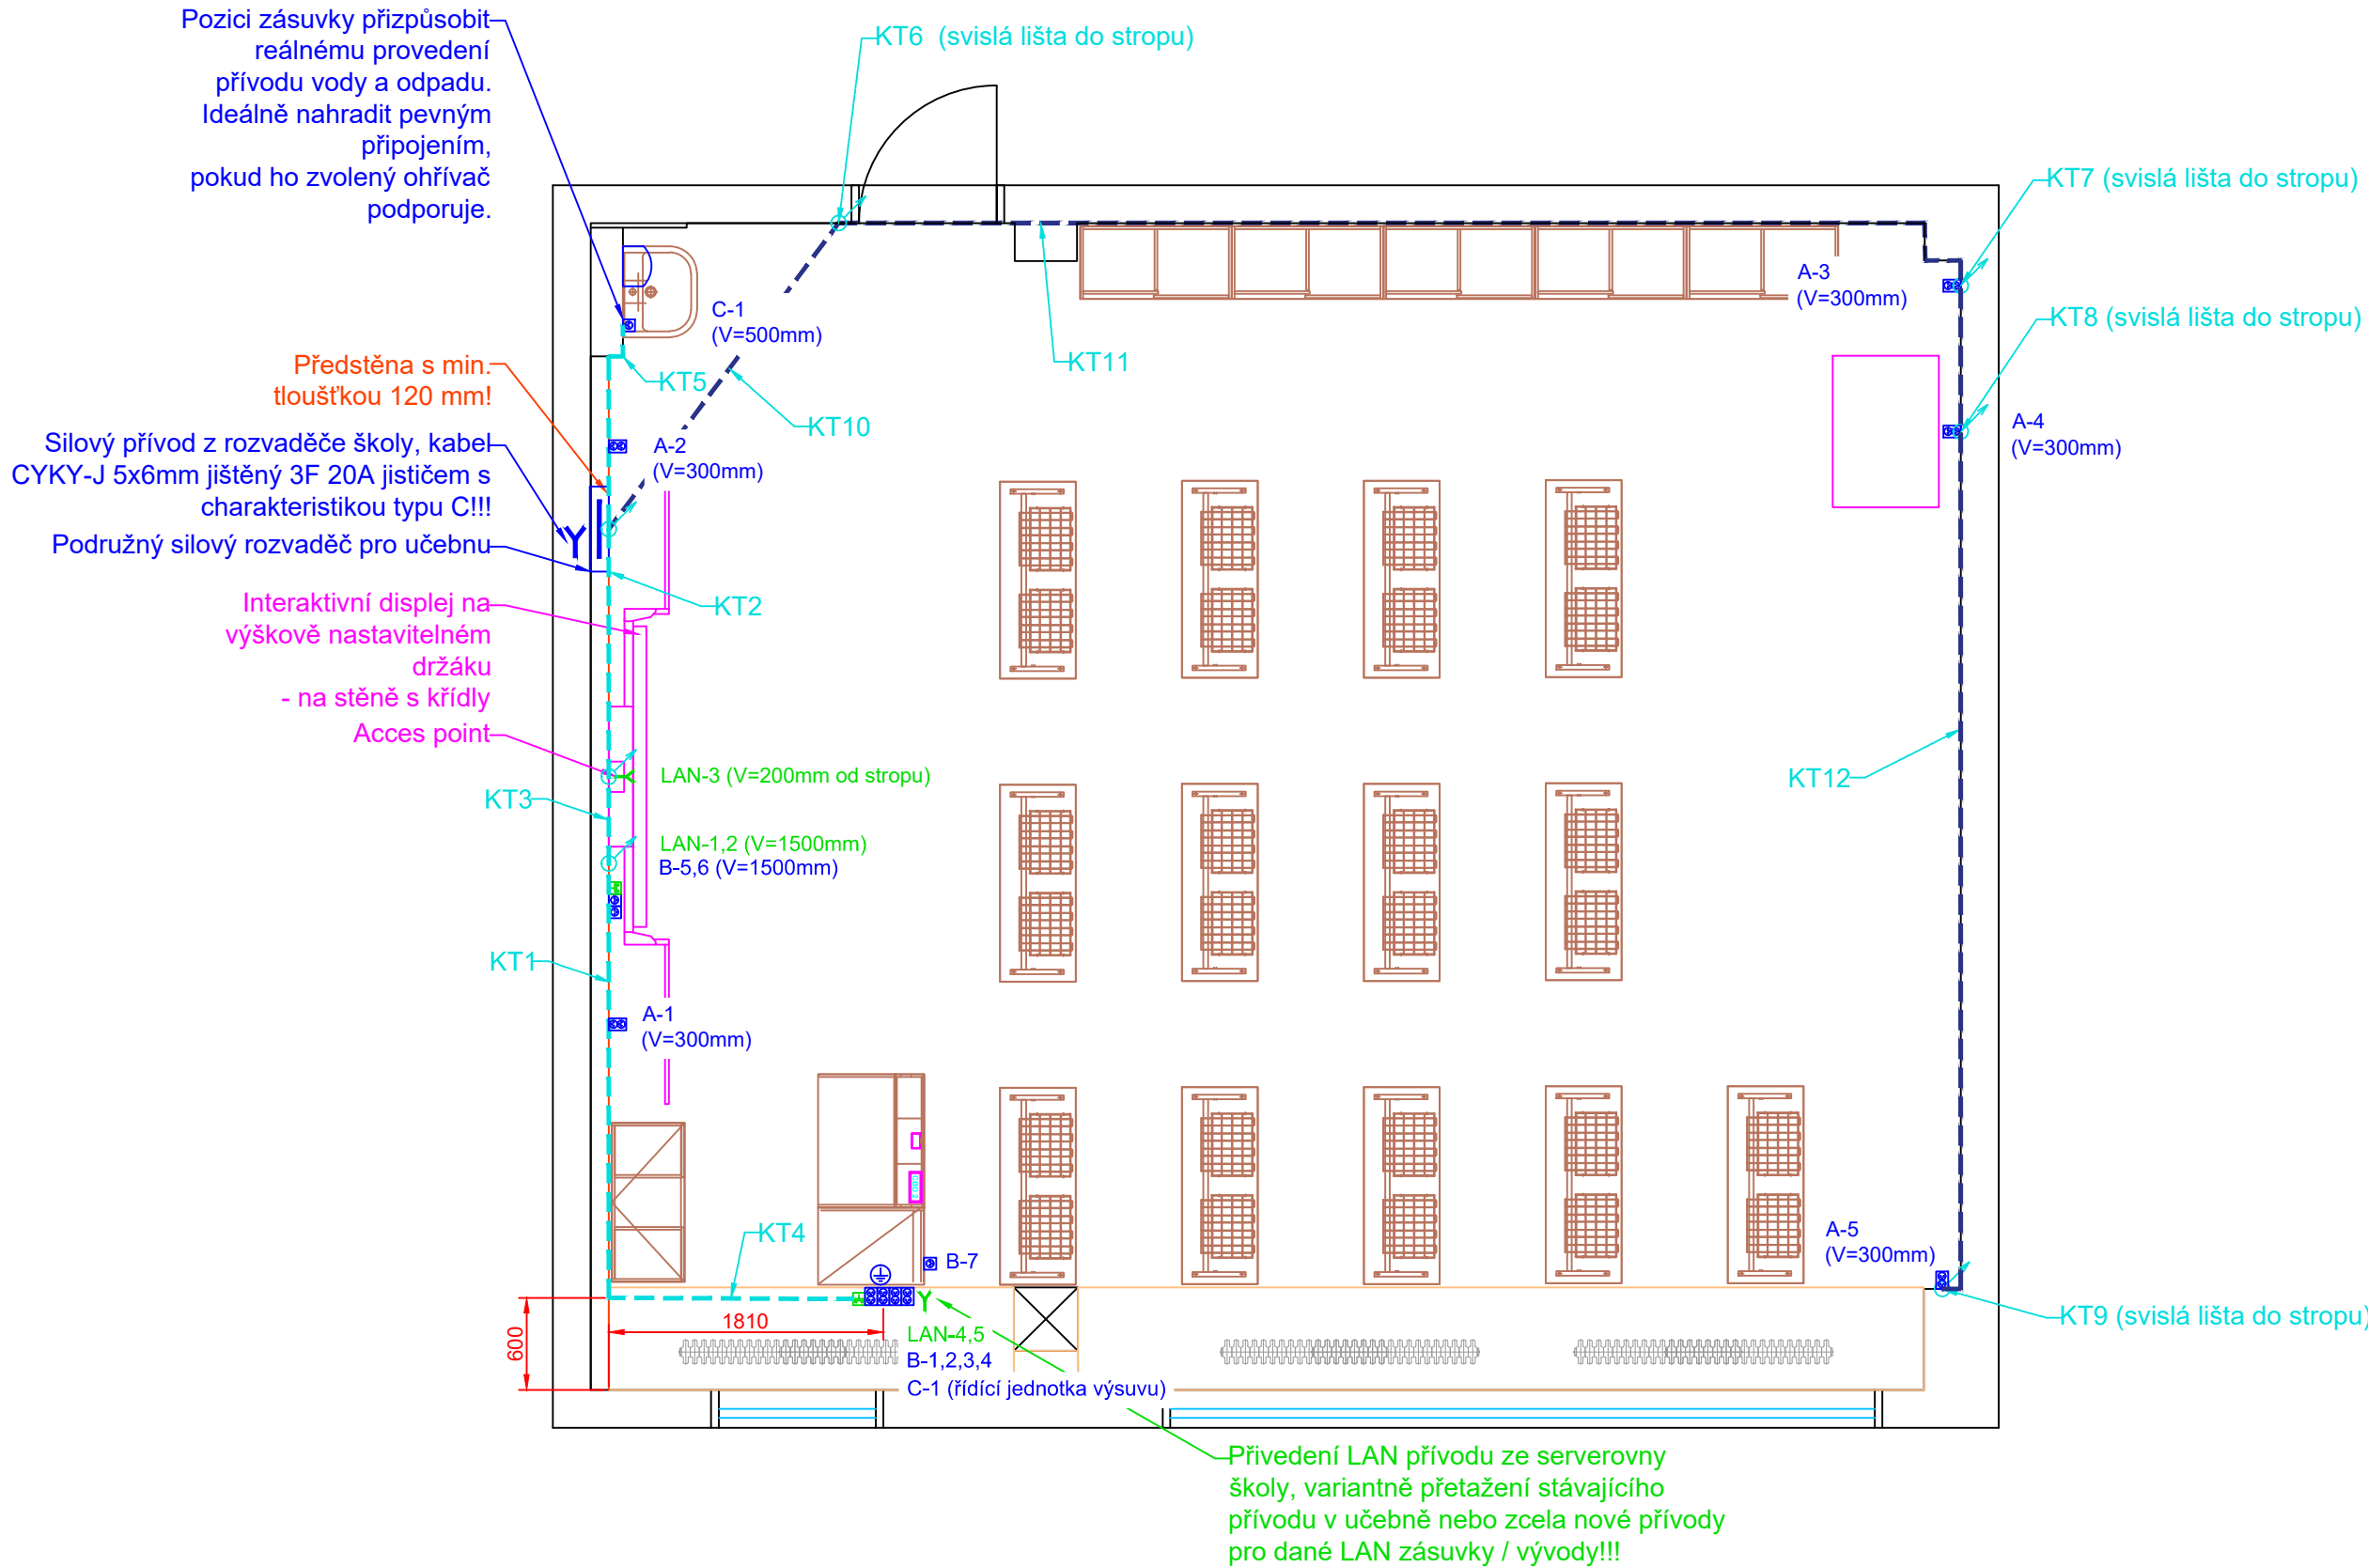 Pozici zásuvky přizpůsobit
reálnému provedení
přívodu vody a odpadu.
Ideálně nahradit pevným
připojením,
pokud ho zvolený ohřívač
podporuje.
KT6 (svislá lišta do stropu)
KT7 (svislá lišta do stropu)
A-3
(V=300mm)
C-1
(V=500mm)
KT8 (svislá lišta do stropu)
KT11
Předstěna s min.
tloušťkou 120 mm!
KT5
KT10
A-4
(V=300mm)
Silový přívod z rozvaděče školy, kabel
CYKY-J 5x6mm jištěný 3F 20A jističem s
charakteristikou typu C!!!
A-2
(V=300mm)
Podružný silový rozvaděč pro učebnu
KT2
Interaktivní displej na
výškově nastavitelném
držáku
- na stěně s křídly
Acces point
LAN-3 (V=200mm od stropu)
KT12
KT3
LAN-1,2 (V=1500mm)
B-5,6 (V=1500mm)
KT1
A-1
(V=300mm)
KT4
A-5
(V=300mm)
B-7
KT9 (svislá lišta do stropu)
1810
600
LAN-4,5
B-1,2,3,4
C-1 (řídící jednotka výsuvu)
Přivedení LAN přívodu ze serverovny
školy, variantně přetažení stávajícího
přívodu v učebně nebo zcela nové přívody
pro dané LAN zásuvky / vývody!!!